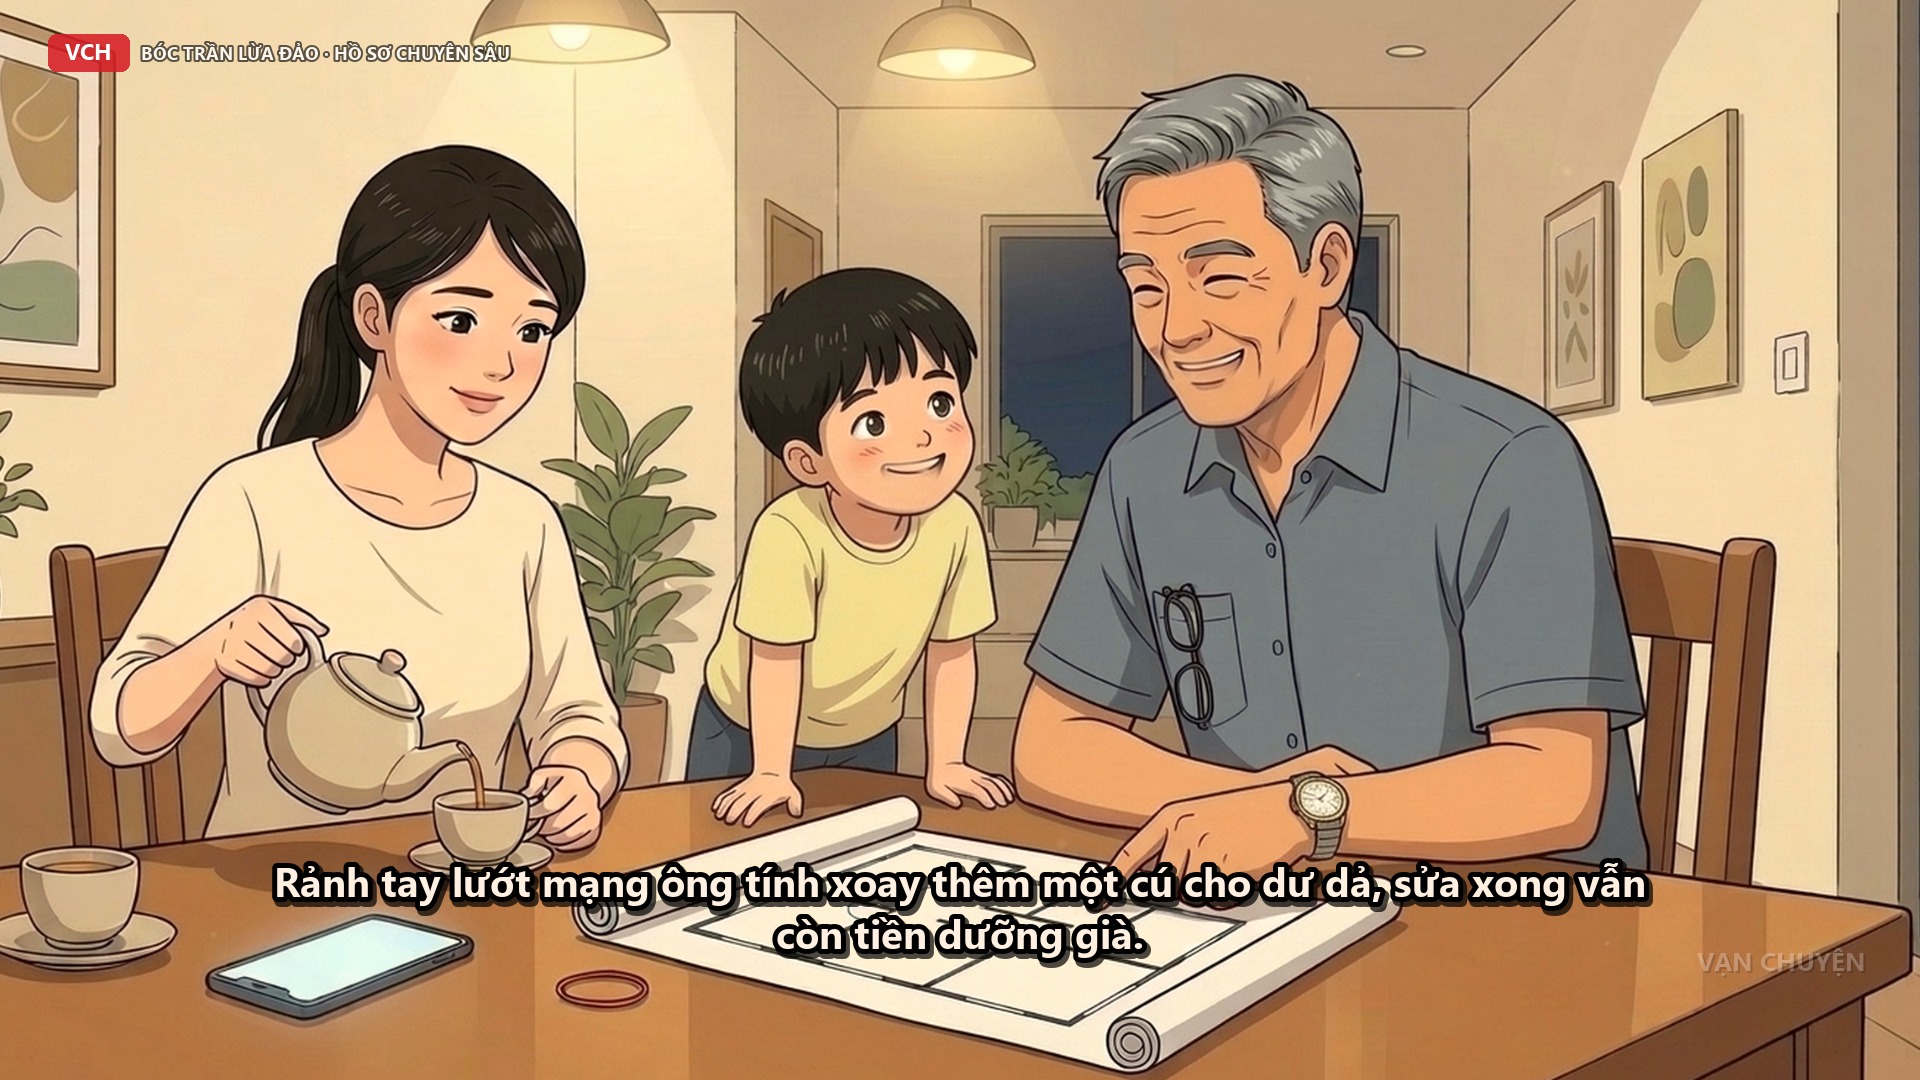 VCH BÓC TRẦN LỪA ĐẢO · HỒ SƠ CHUYÊN SÂU
Rảnh tay lướt mạng ông tính xoay thêm một cú cho dư dả, sửa xong vẫn
còn tiền dưỡng già.
VẠN CHUYỆN